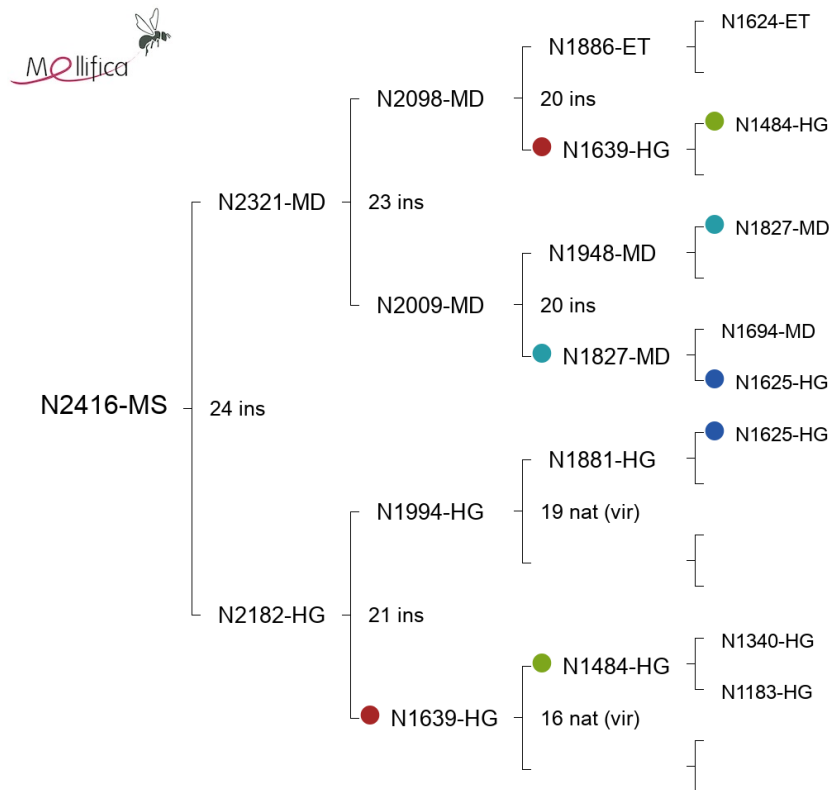 Mellifica
N1624-ET
N1886-ET
N2098-MD
20 ins
N1484-HG
N1639-HG
N2321-MD
23 ins
N1827-MD
N1948-MD
N2009-MD
20 ins
N1694-MD
N1827-MD
N1625-HG
N2416-MS
24 ins
N1625-HG
N1881-HG
N1994-HG
19 nat (vir)
N2182-HG
21 ins
N1340-HG
N1484-HG
N1183-HG
N1639-HG
16 nat (vir)